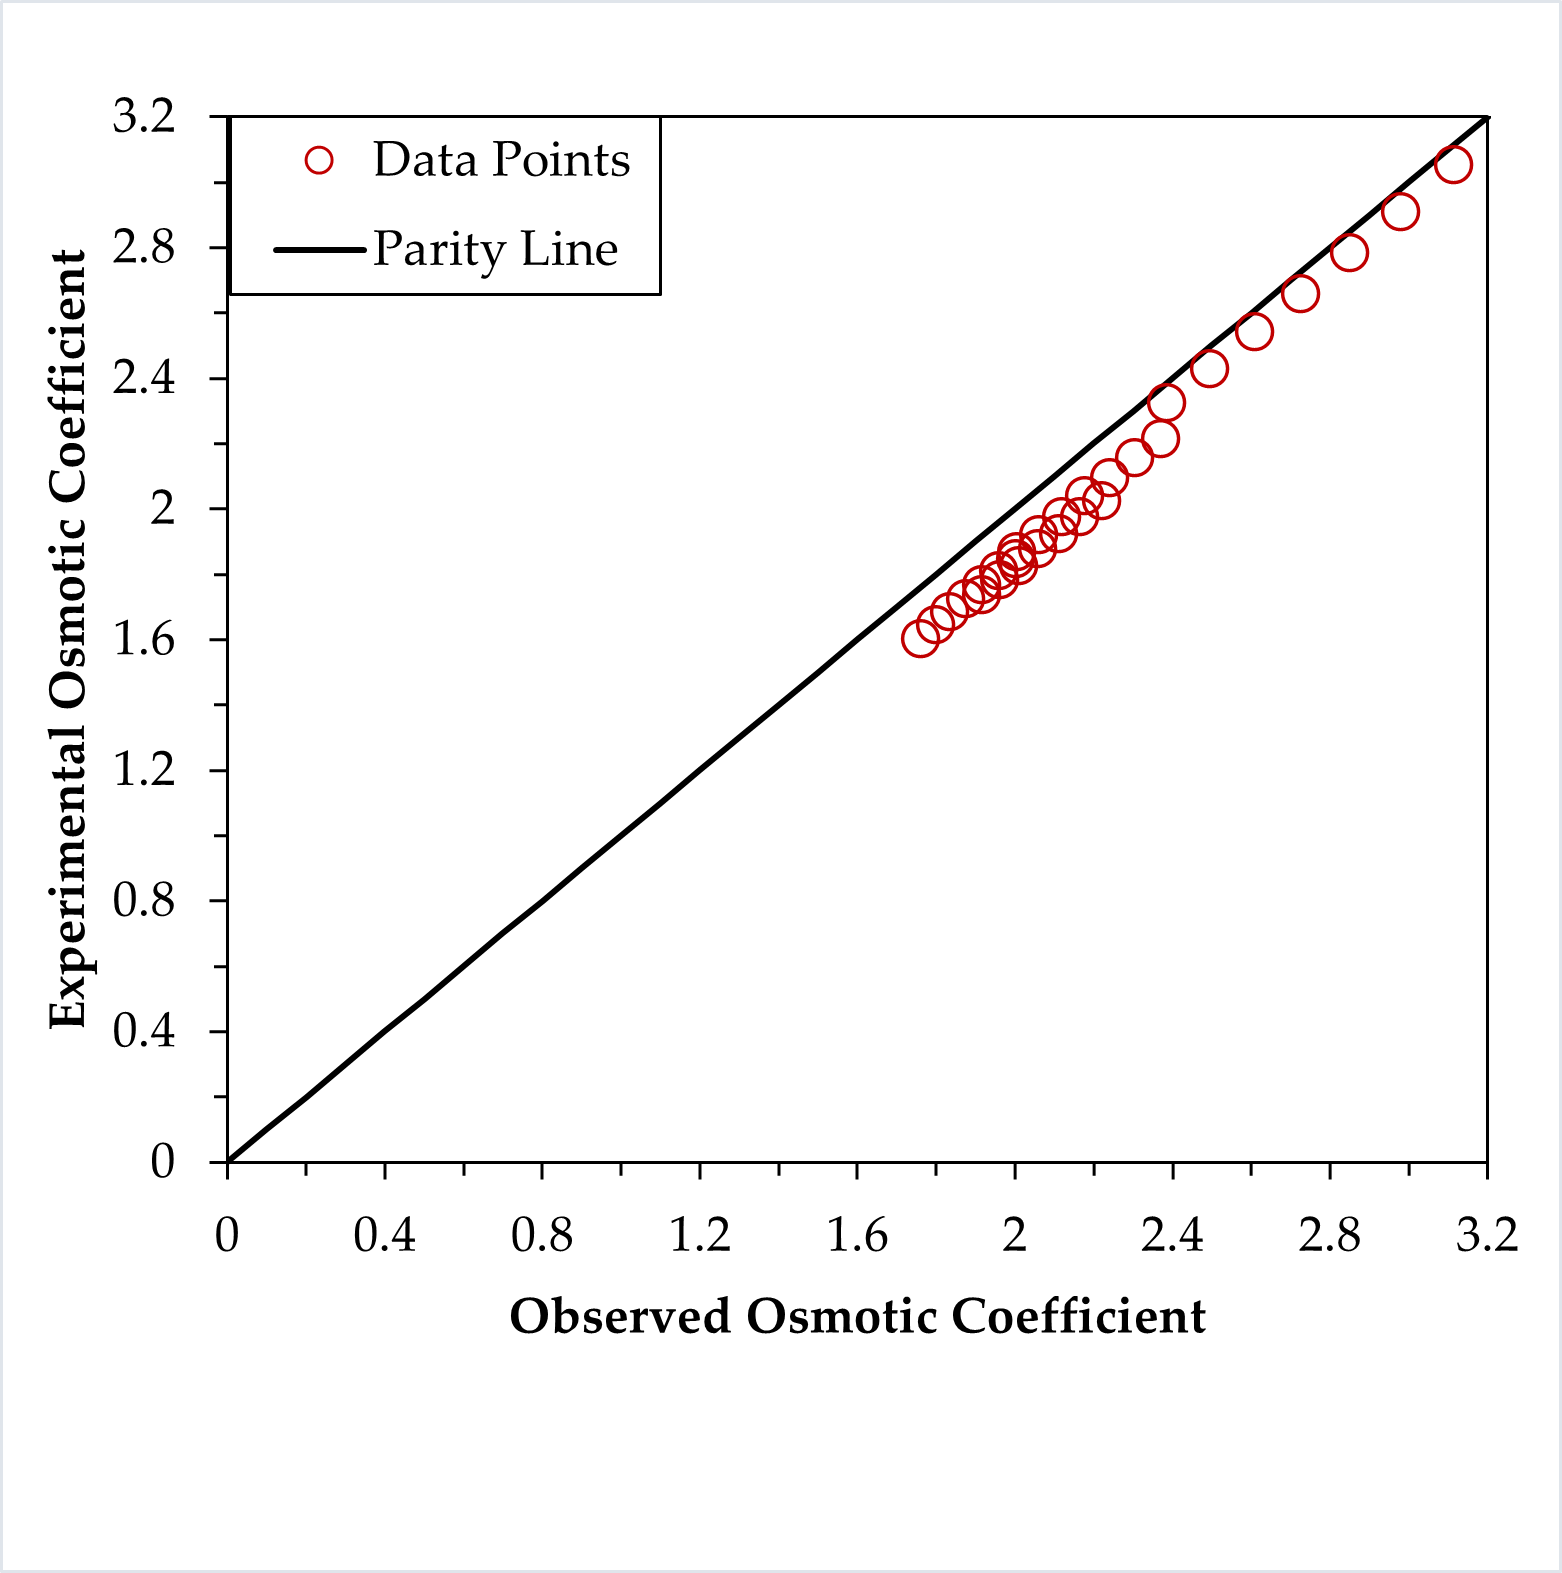 3.2
2.8
2.4
2
1.6
1.2
0.8
0.4
0
Data Points
Parity Line
Experimental Osmotic Coefficient
0 0.4 0.8 1.2 1.6 2 2.4 2.8 3.2
Observed Osmotic Coefficient